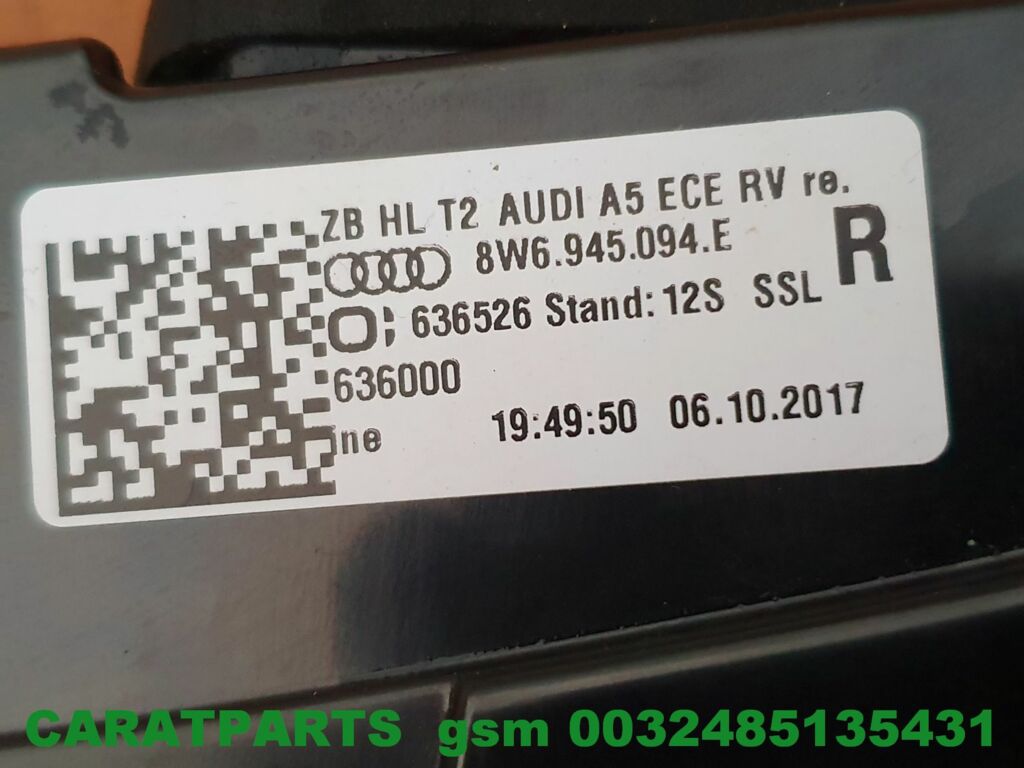 ZB HL T2 AUDI A5 ECE RV re.
8W6.945.094.E R
636526 Stand: 12S SSL
636000
ne 19:49:50 06.10.2017
CARATPARTS gsm 0032485135431